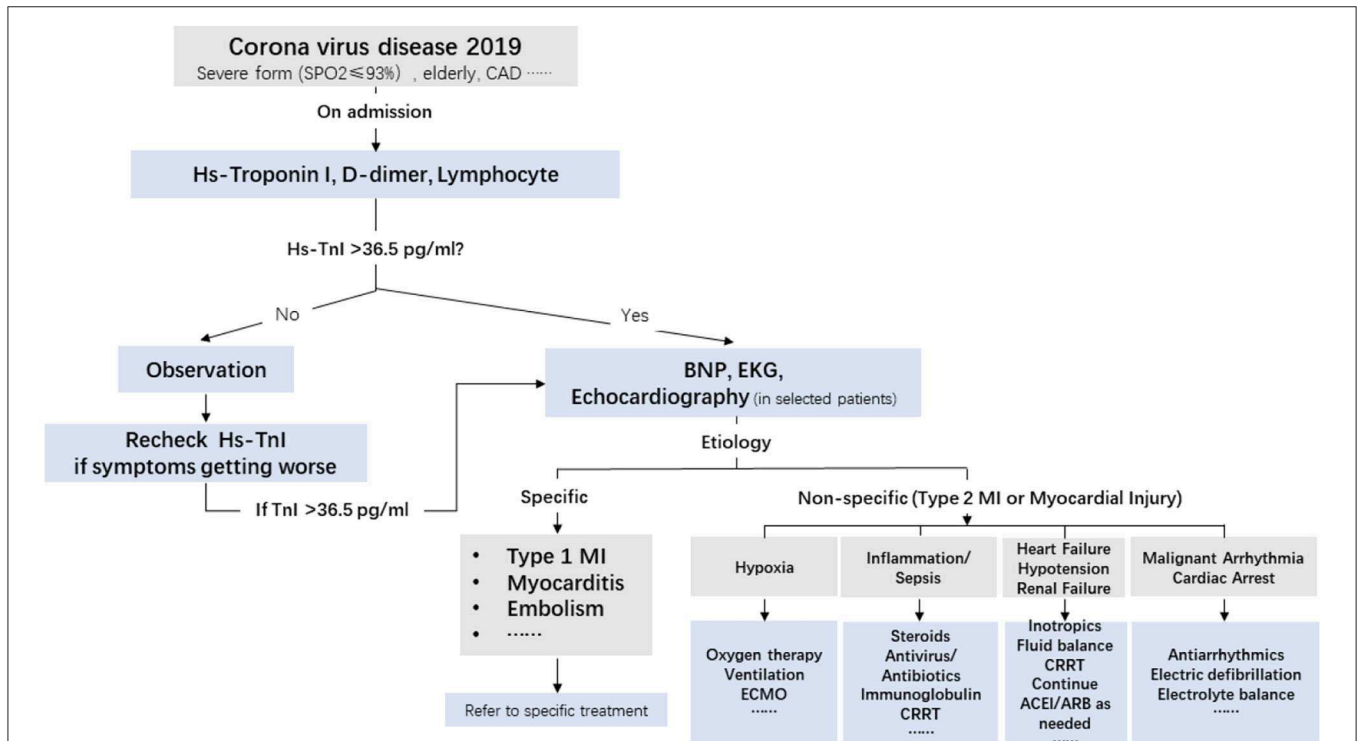 Corona virus disease 2019
Severe form (SPO2≤93%) , elderly, CAD ······
On admission
Hs-Troponin I, D-dimer, Lymphocyte
Hs-TnI >36.5 pg/ml?
No
Yes
Observation
BNP, EKG,
Echocardiography (in selected patients)
Recheck Hs-TnI
if symptoms getting worse
If TnI >36.5 pg/ml
Etiology
Specific
Non-specific (Type 2 MI or Myocardial Injury)
• Type 1 MI
• Myocarditis
• Embolism
• ······
Refer to specific treatment
Hypoxia
Inflammation/
Sepsis
Heart Failure
Hypotension
Renal Failure
Malignant Arrhythmia
Cardiac Arrest
Oxygen therapy
Ventilation
ECMO
······
Steroids
Antivirus/
Antibiotics
Immunoglobulin
CRRT
······
Inotropics
Fluid balance
CRRT
Continue
ACEI/ARB as
needed
······
Antiarrhythmics
Electric defibrillation
Electrolyte balance
······